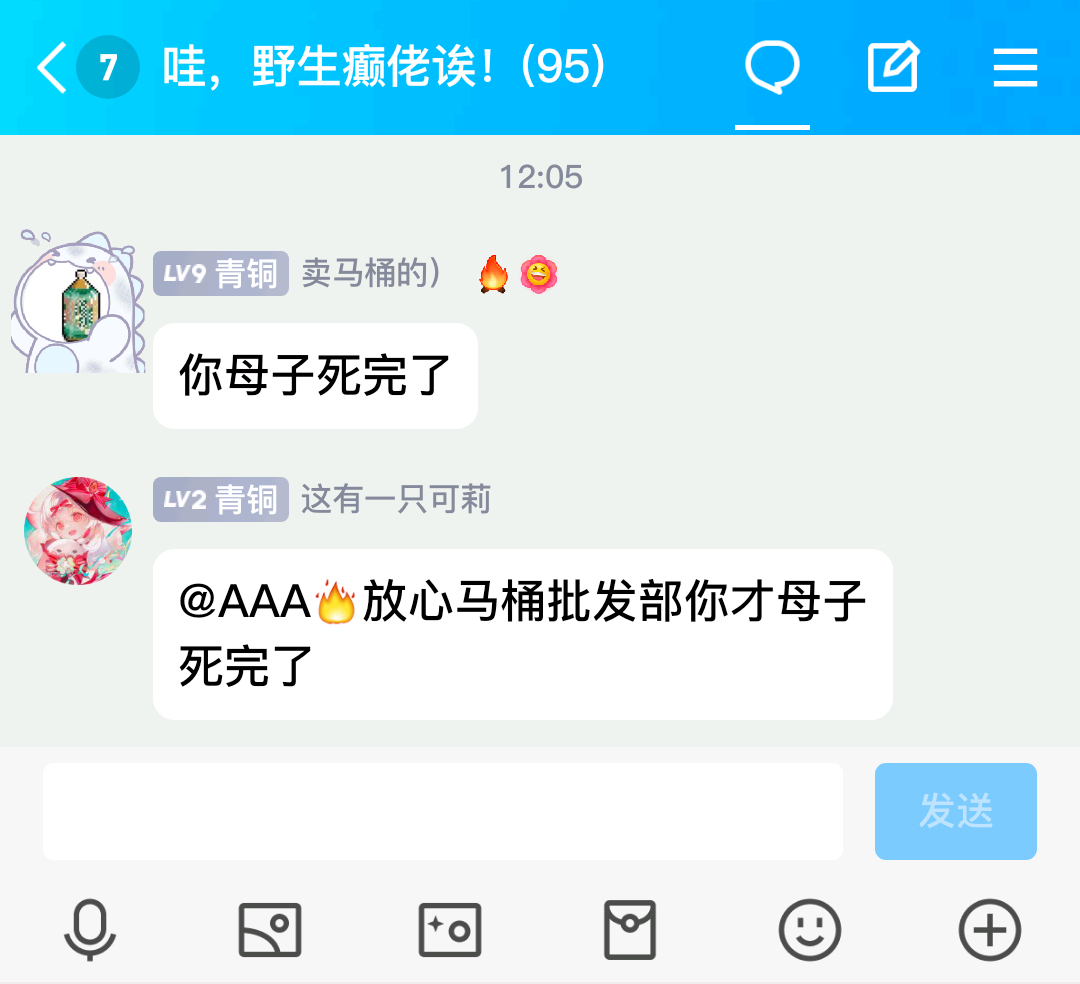 7 哇，野生癫佬诶！(95)
12:05
LV9 青铜 卖马桶的） 🔥
你母子死完了
LV2 青铜 这有一只可莉
@AAA🔥放心马桶批发部你才母子
死完了
发送